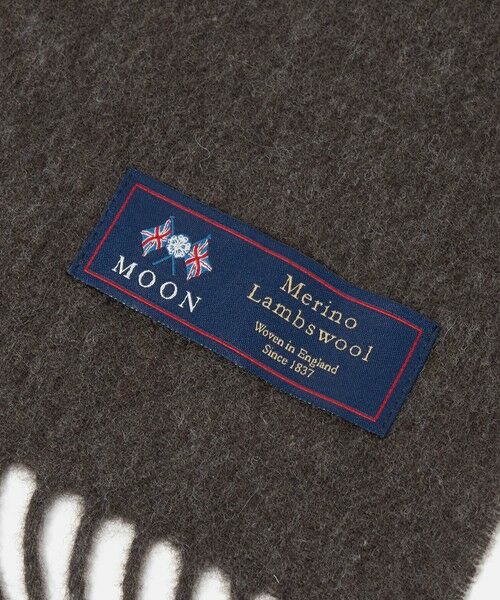 MOON
Merino
Lambswool
Woven in England
Since 1837